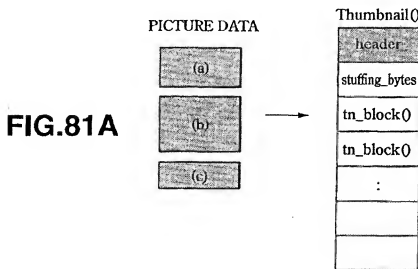 PICTURE DATA
Thumbnail()
(a)
header
stuffing_bytes
(b)
tn_block()
FIG.81A
tn_block()
(c)
: